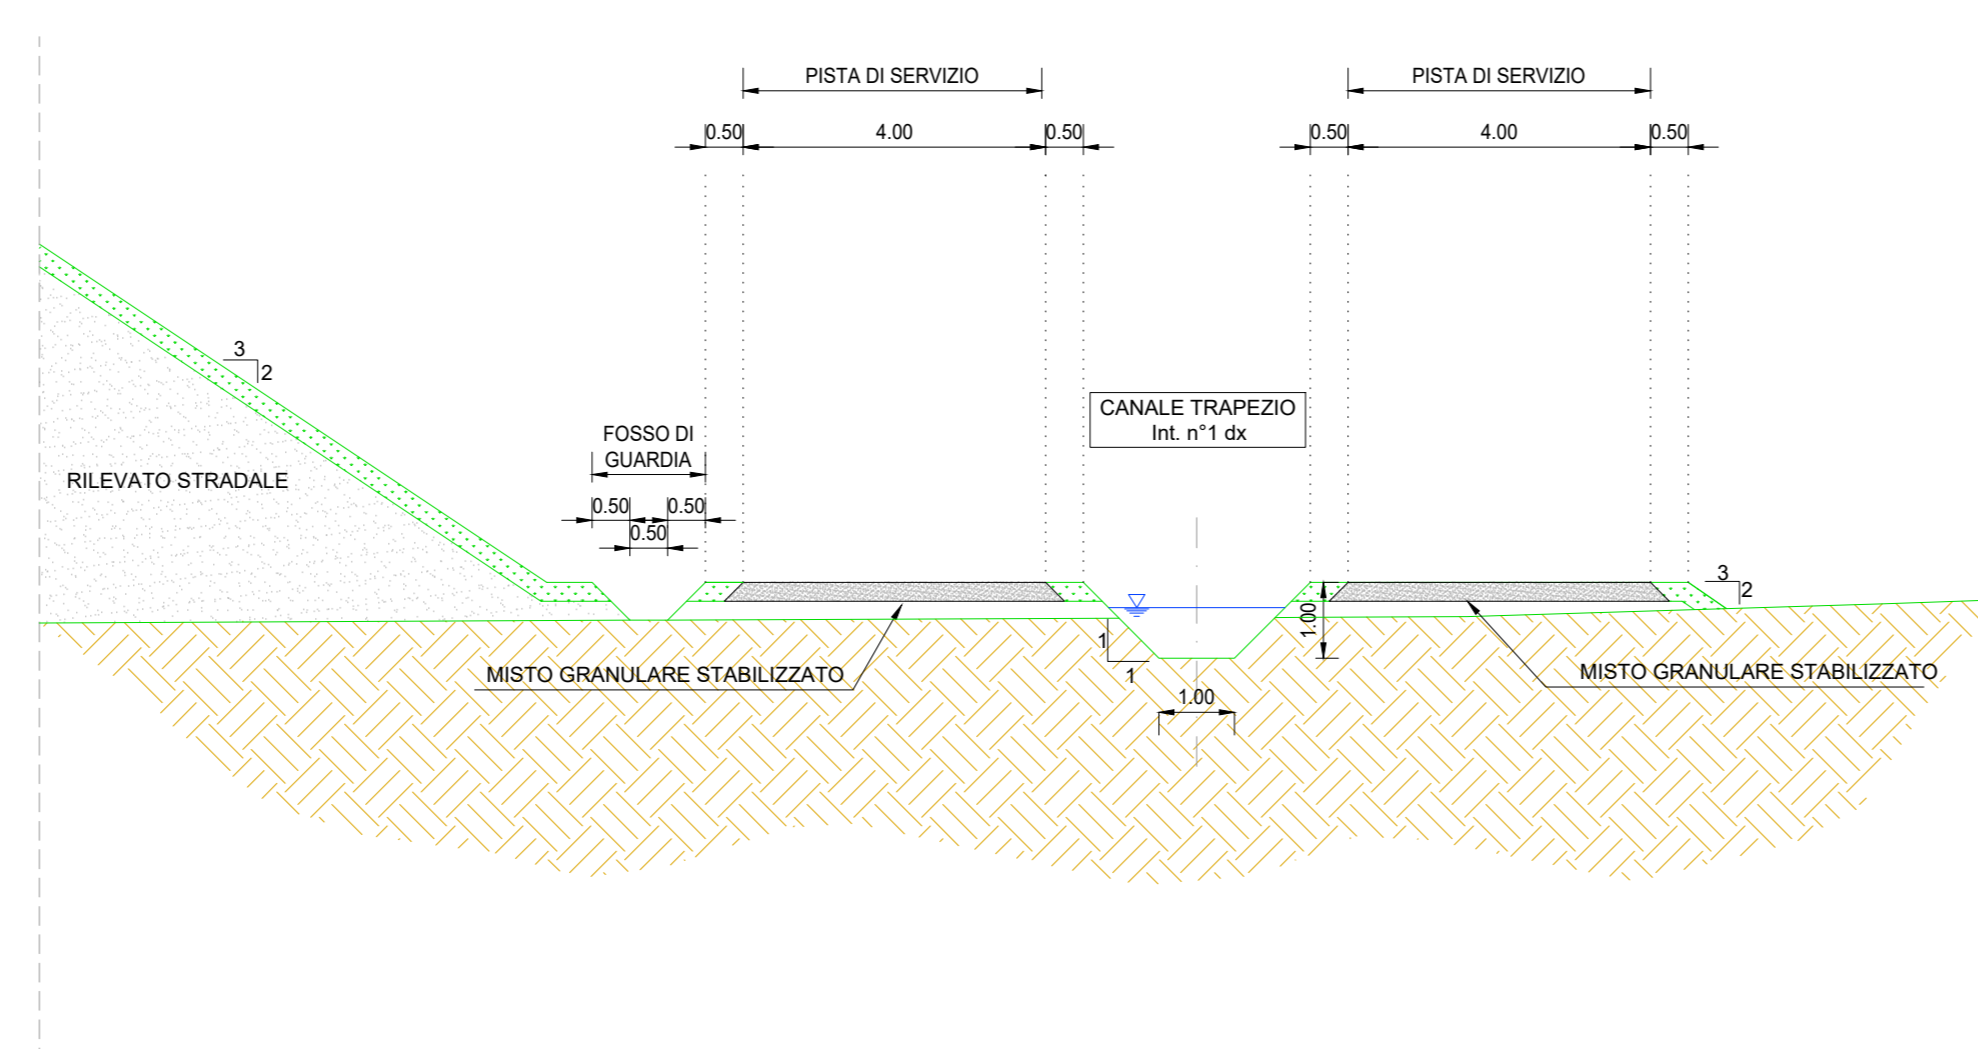 PISTA DI SERVIZIO
PISTA DI SERVIZIO
0.50
4.00
0.50
0.50
4.00
0.50
3
2
CANALE TRAPEZIO
Int. n°1 dx
FOSSO DI
GUARDIA
RILEVATO STRADALE
0.50
0.50
0.50
3
2
1.00
1
1
MISTO GRANULARE STABILIZZATO
MISTO GRANULARE STABILIZZATO
1.00